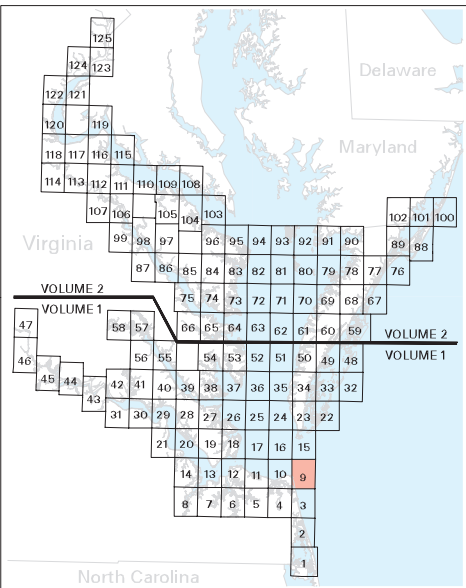 125
124 123
Delaware
122 121
120 119
Maryland
118 117 116 115
114 113 112 111 110 109 108
107 106 105 104 103 102 101 100
Virginia
99 98 97 96 95 94 93 92 91 90 89 88
87 86 85 84 83 82 81 80 79 78 77 76
VOLUME 2
75 74 73 72 71 70 69 68 67
VOLUME 1
47 58 57 66 65 64 63 62 61 60 59
VOLUME 2
46 56 55 54 53 52 51 50 49 48
VOLUME 1
45 44 43 42 41 40 39 38 37 36 35 34 33 32
31 30 29 28 27 26 25 24 23 22
21 20 19 18 17 16 15
14 13 12 11 10 9
8 7 6 5 4 3
2
1
North Carolina